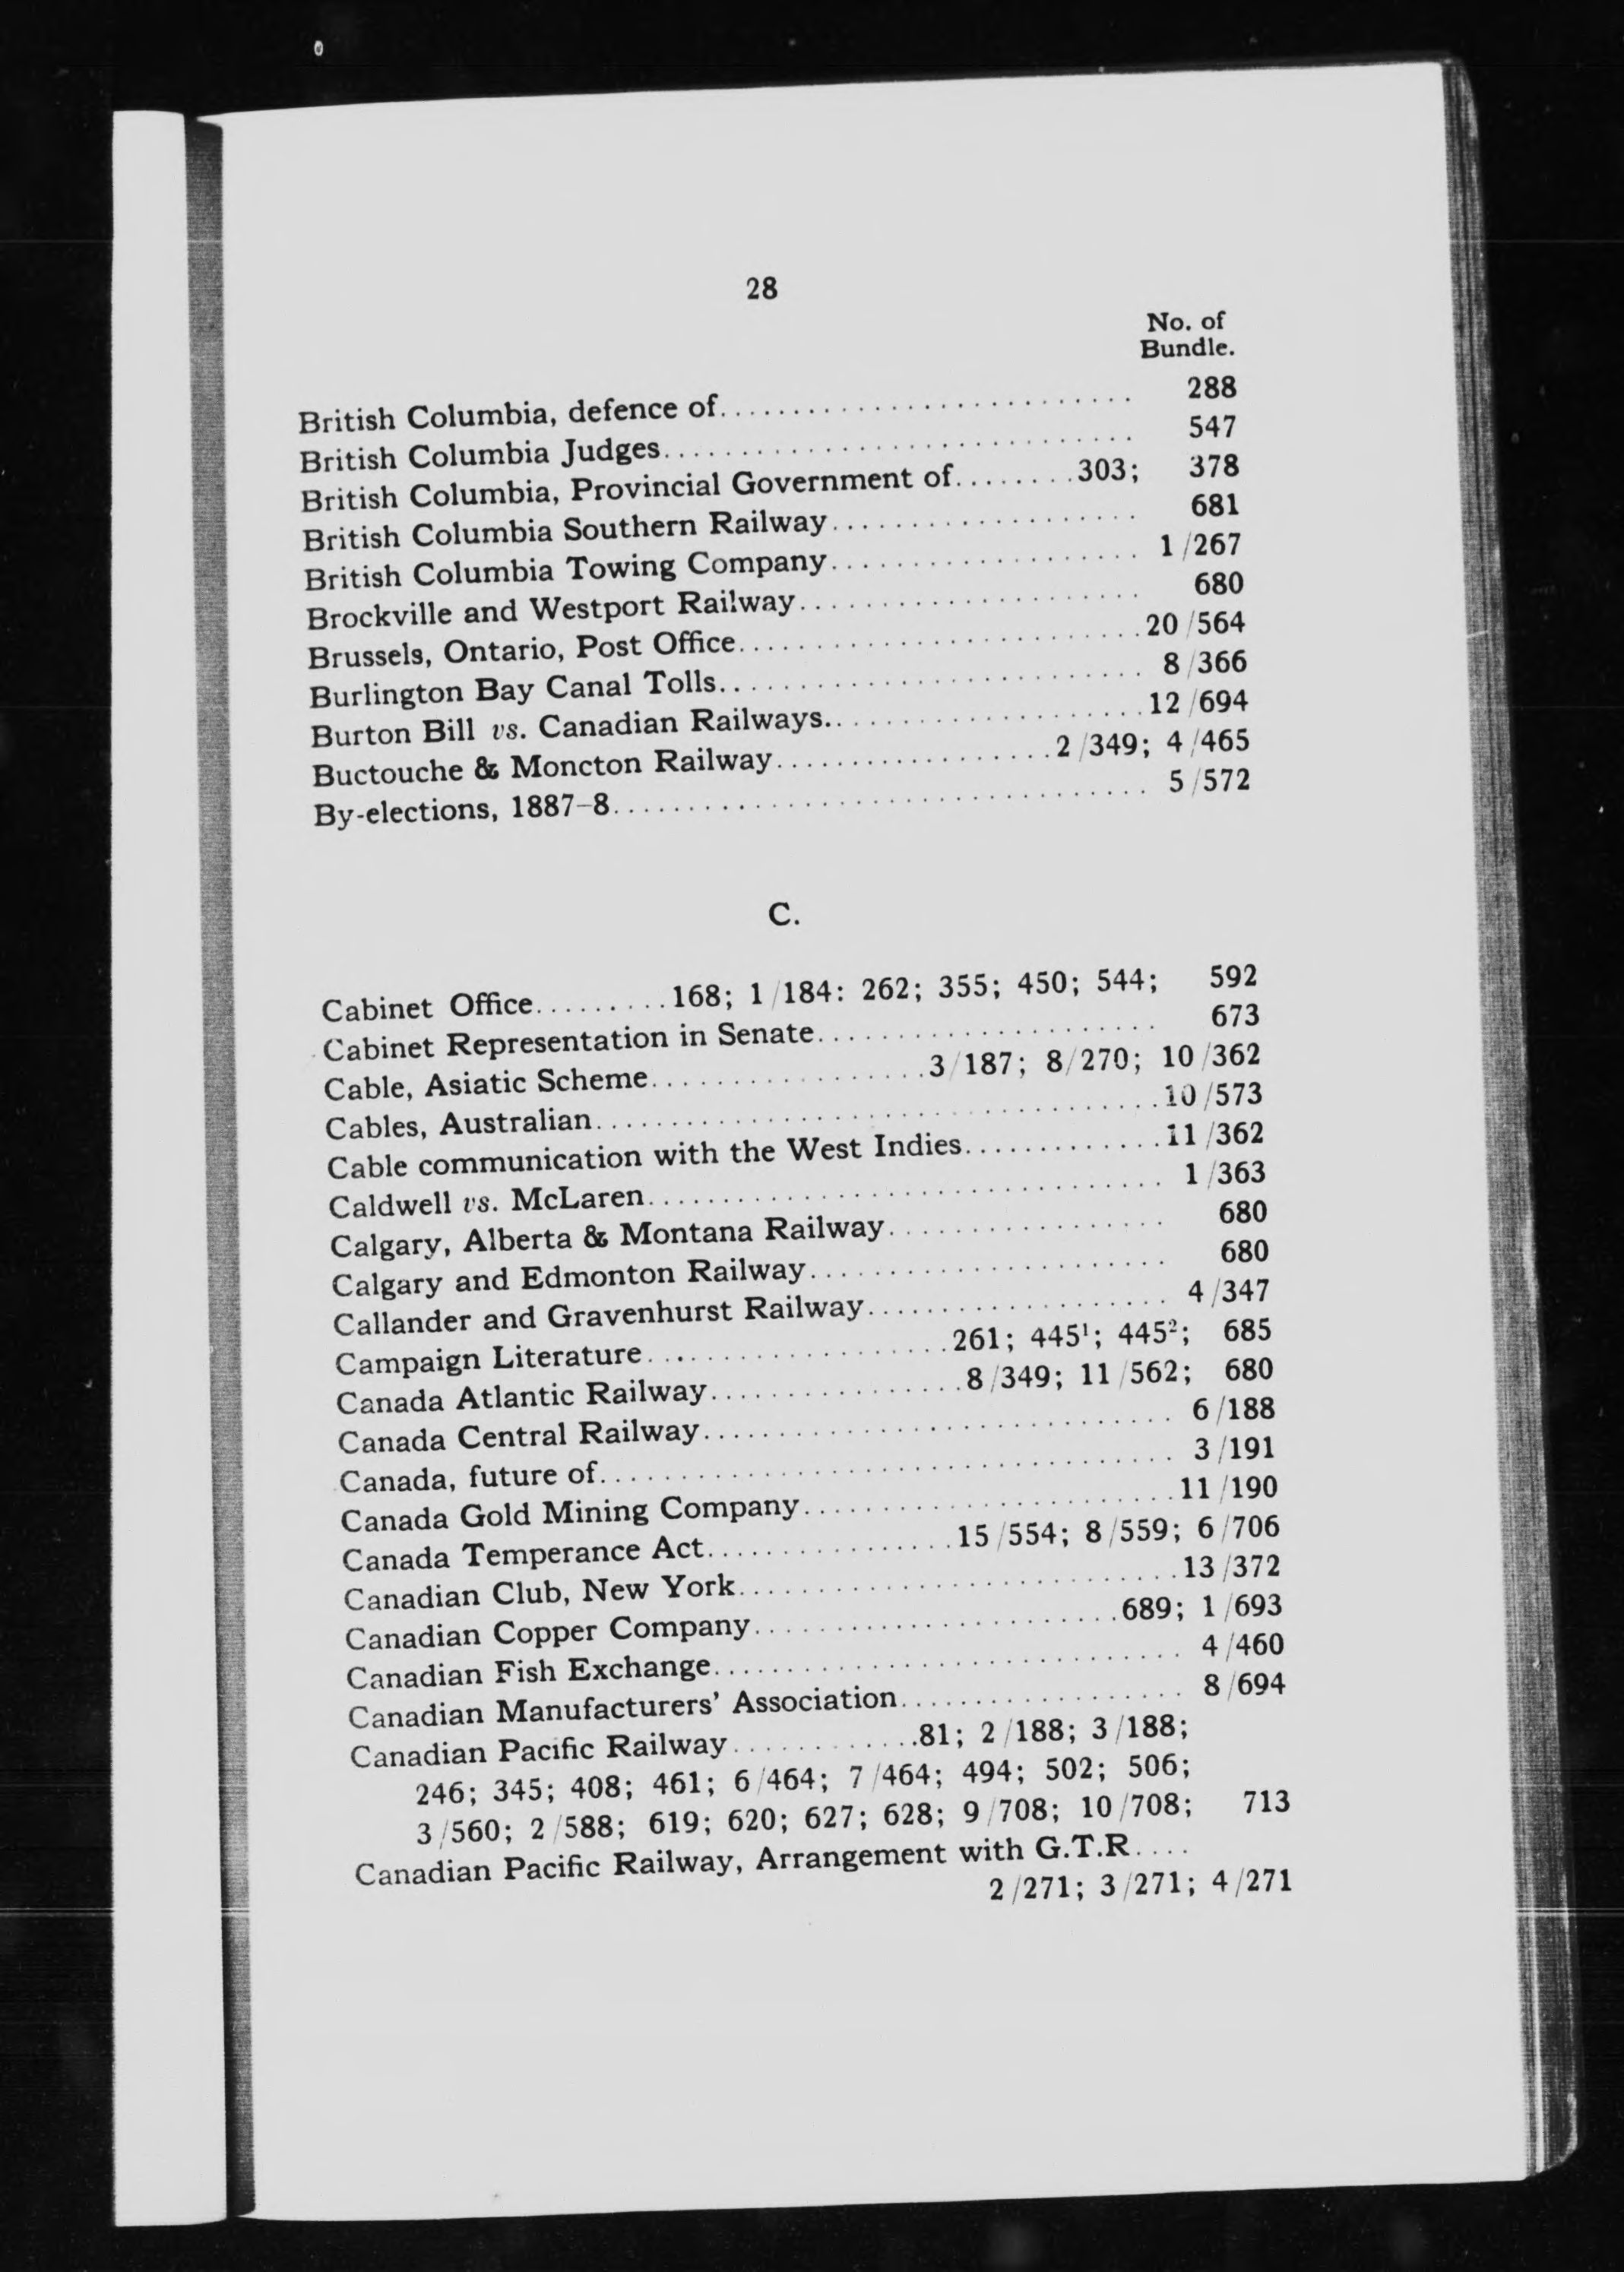 28
No. of
Bundle.
British Columbia, defence of........................... 288
British Columbia Judges............................... 547
British Columbia, Provincial Government of........303; 378
British Columbia Southern Railway................... 681
British Columbia Towing Company................... 1/267
Brockville and Westport Railway..................... 680
Brussels, Ontario, Post Office.........................20/564
Burlington Bay Canal Tolls........................... 8/366
Burton Bill vs. Canadian Railways....................12/694
Buctouche & Moncton Railway.................2/349; 4/465
By-elections, 1887-8................................. 5/572
C.
Cabinet Office.........168; 1/184: 262; 355; 450; 544; 592
Cabinet Representation in Senate..................... 673
Cable, Asiatic Scheme.................3/187; 8/270; 10/362
Cables, Australian...................................10/573
Cable communication with the West Indies.............11/362
Caldwell vs. McLaren................................ 1/363
Calgary, Alberta & Montana Railway................. 680
Calgary and Edmonton Railway...................... 680
Callander and Gravenhurst Railway................... 4/347
Campaign Literature...................261; 445¹; 445²; 685
Canada Atlantic Railway................8/349; 11/562; 680
Canada Central Railway............................. 6/188
Canada, future of................................... 3/191
Canada Gold Mining Company.......................11/190
Canada Temperance Act................15/554; 8/559; 6/706
Canadian Club, New York...........................13/372
Canadian Copper Company.......................689; 1/693
Canadian Fish Exchange............................. 4/460
Canadian Manufacturers' Association.................. 8/694
Canadian Pacific Railway............81; 2/188; 3/188;
246; 345; 408; 461; 6/464; 7/464; 494; 502; 506;
3/560; 2/588; 619; 620; 627; 628; 9/708; 10/708; 713
Canadian Pacific Railway, Arrangement with G.T.R....
2/271; 3/271; 4/271